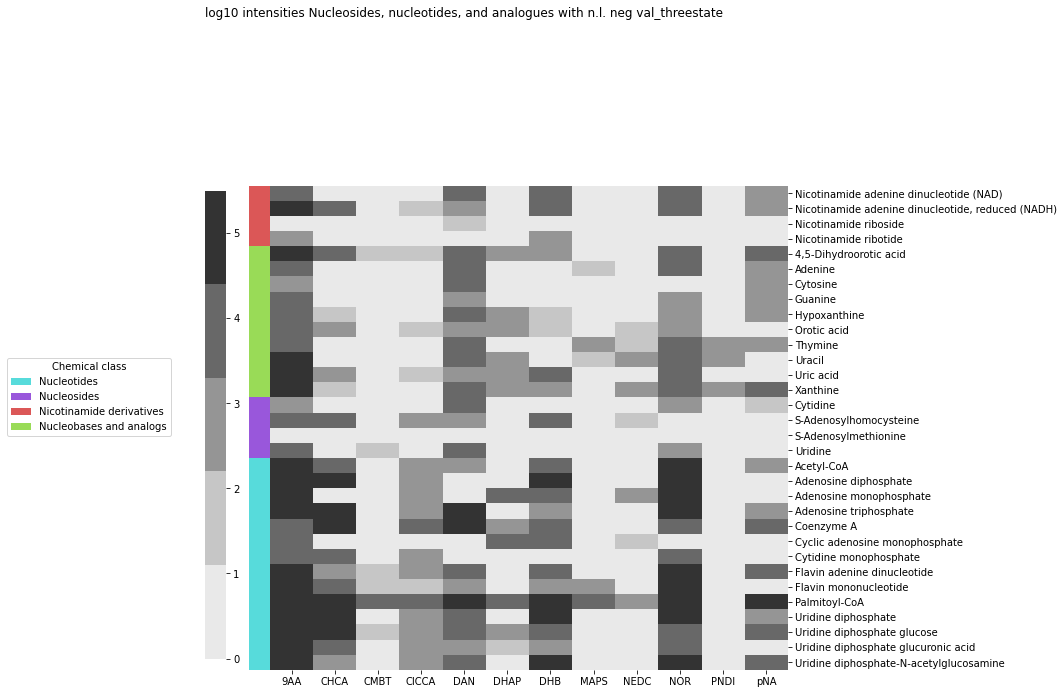 log10 intensities Nucleosides, nucleotides, and analogues with n.l. neg val_threestate
Chemical class
Nucleotides
Nucleosides
Nicotinamide derivatives
Nucleobases and analogs
5
4
3
2
1
0
Nicotinamide adenine dinucleotide (NAD)
Nicotinamide adenine dinucleotide, reduced (NADH)
Nicotinamide riboside
Nicotinamide ribotide
4,5-Dihydroorotic acid
Adenine
Cytosine
Guanine
Hypoxanthine
Orotic acid
Thymine
Uracil
Uric acid
Xanthine
Cytidine
S-Adenosylhomocysteine
S-Adenosylmethionine
Uridine
Acetyl-CoA
Adenosine diphosphate
Adenosine monophosphate
Adenosine triphosphate
Coenzyme A
Cyclic adenosine monophosphate
Cytidine monophosphate
Flavin adenine dinucleotide
Flavin mononucleotide
Palmitoyl-CoA
Uridine diphosphate
Uridine diphosphate glucose
Uridine diphosphate glucuronic acid
Uridine diphosphate-N-acetylglucosamine
9AA CHCA CMBT ClCCA DAN DHAP DHB MAPS NEDC NOR PNDI pNA